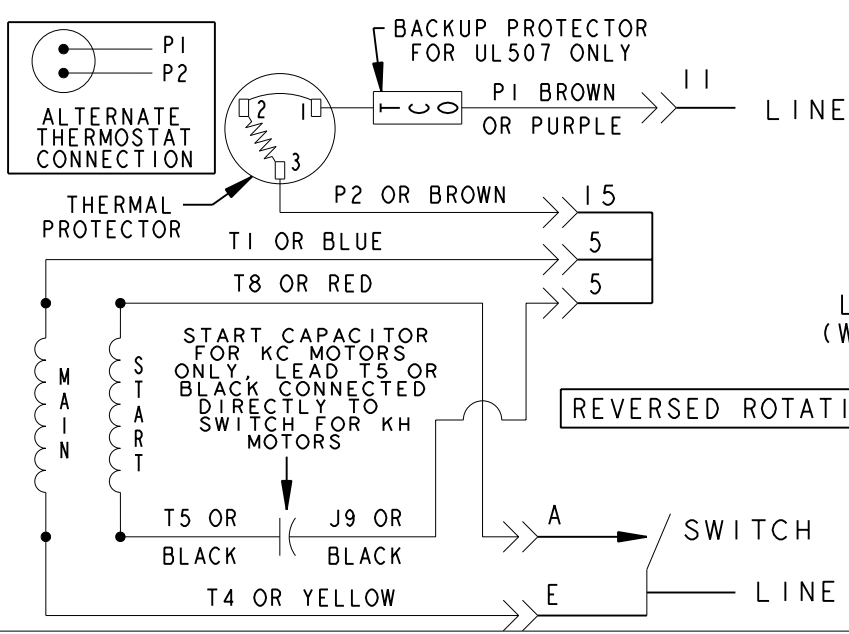 P1
P2
ALTERNATE
THERMOSTAT
CONNECTION
BACKUP PROTECTOR
FOR UL507 ONLY
2
1
3
TCO
P1 BROWN
OR PURPLE
11
LINE
THERMAL
PROTECTOR
P2 OR BROWN
15
T1 OR BLUE
5
T8 OR RED
5
START CAPACITOR
FOR KC MOTORS
ONLY, LEAD T5 OR
BLACK CONNECTED
DIRECTLY TO
SWITCH FOR KH
MOTORS
MAIN
START
L
(W
REVERSED ROTATI
T5 OR
BLACK
J9 OR
BLACK
A
SWITCH
T4 OR YELLOW
E
LINE